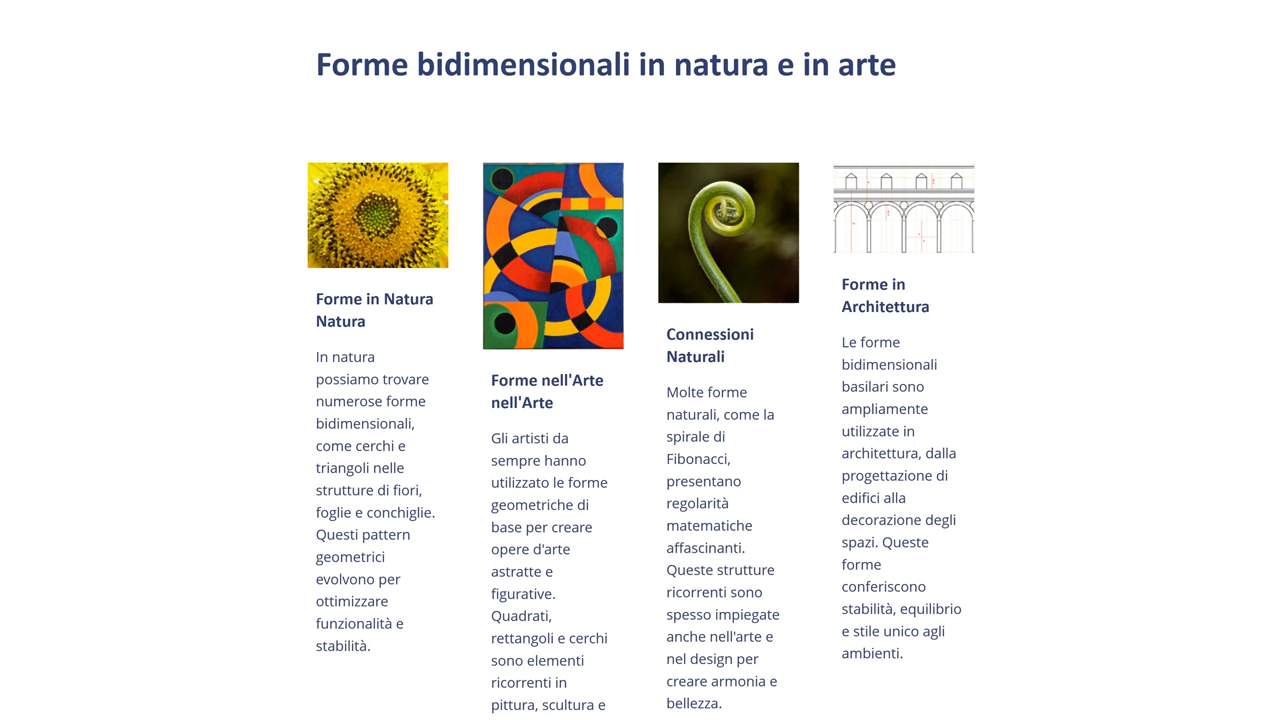 Forme bidimensionali in natura e in arte
Forme in Natura
Natura
In natura
possiamo trovare
numerose forme
bidimensionali,
come cerchi e
triangoli nelle
strutture di fiori,
foglie e conchiglie.
Questi pattern
geometrici
evolvono per
ottimizzare
funzionalità e
stabilità.
Forme nell'Arte
nell'Arte
Gli artisti da
sempre hanno
utilizzato le forme
geometriche di
base per creare
opere d'arte
astratte e
figurative.
Quadrati,
rettangoli e cerchi
sono elementi
ricorrenti in
pittura, scultura e
Connessioni
Naturali
Molte forme
naturali, come la
spirale di
Fibonacci,
presentano
regolarità
matematiche
affascinanti.
Queste strutture
ricorrenti sono
spesso impiegate
anche nell'arte e
nel design per
creare armonia e
bellezza.
Forme in
Architettura
Le forme
bidimensionali
basilari sono
ampliamente
utilizzate in
architettura, dalla
progettazione di
edifici alla
decorazione degli
spazi. Queste
forme
conferiscono
stabilità, equilibrio
e stile unico agli
ambienti.